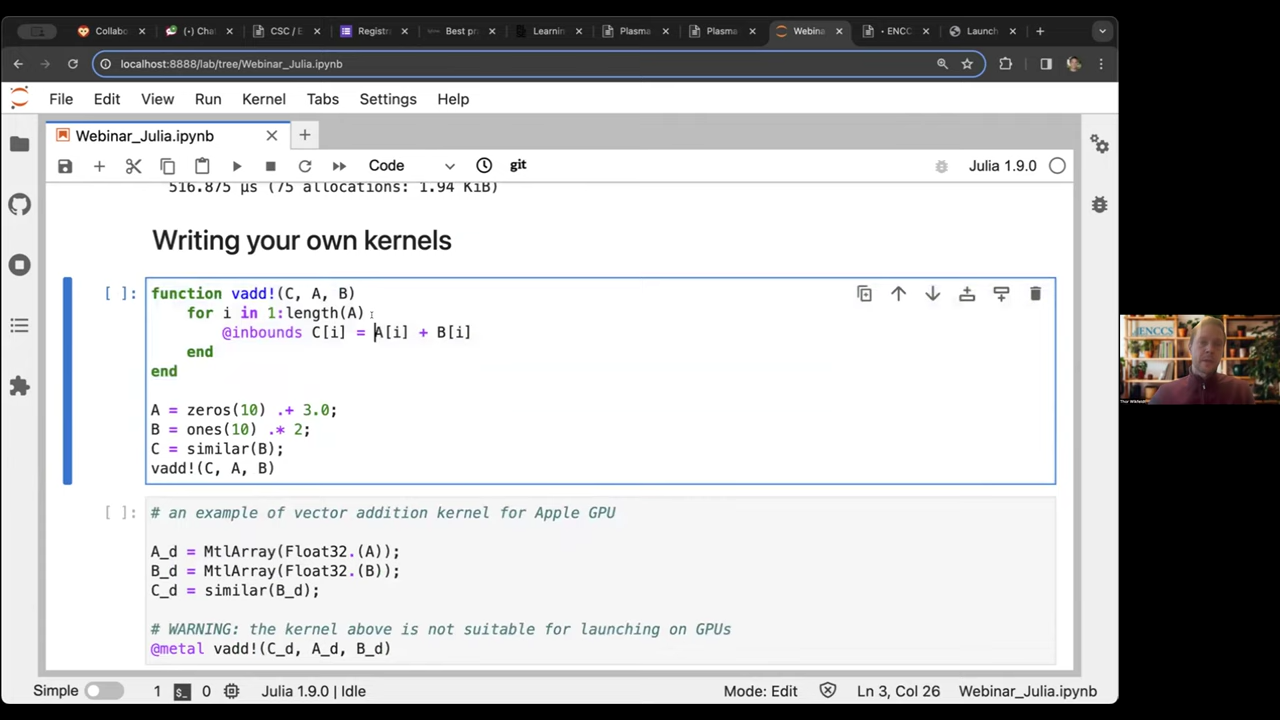 Collabo
(•) Cha
CSC / E
Registr
Best pr
Learnin
Plasma
Plasma
Webina
• ENCC
Launch
localhost:8888/lab/tree/Webinar_Julia.ipynb
File Edit View Run Kernel Tabs Settings Help
Webinar_Julia.ipynb
Code
git
Julia 1.9.0
516.875 μs (75 allocations: 1.94 KiB)
Writing your own kernels
[ ]:
function vadd!(C, A, B)
for i in 1:length(A)
@inbounds C[i] = A[i] + B[i]
end
end
A = zeros(10) .+ 3.0;
B = ones(10) .* 2;
C = similar(B);
vadd!(C, A, B)
[ ]:
# an example of vector addition kernel for Apple GPU
A_d = MtlArray(Float32.(A));
B_d = MtlArray(Float32.(B));
C_d = similar(B_d);
# WARNING: the kernel above is not suitable for launching on GPUs
@metal vadd!(C_d, A_d, B_d)
Simple 1 0 Julia 1.9.0 | Idle Mode: Edit Ln 3, Col 26 Webinar_Julia.ipynb
ENCCS